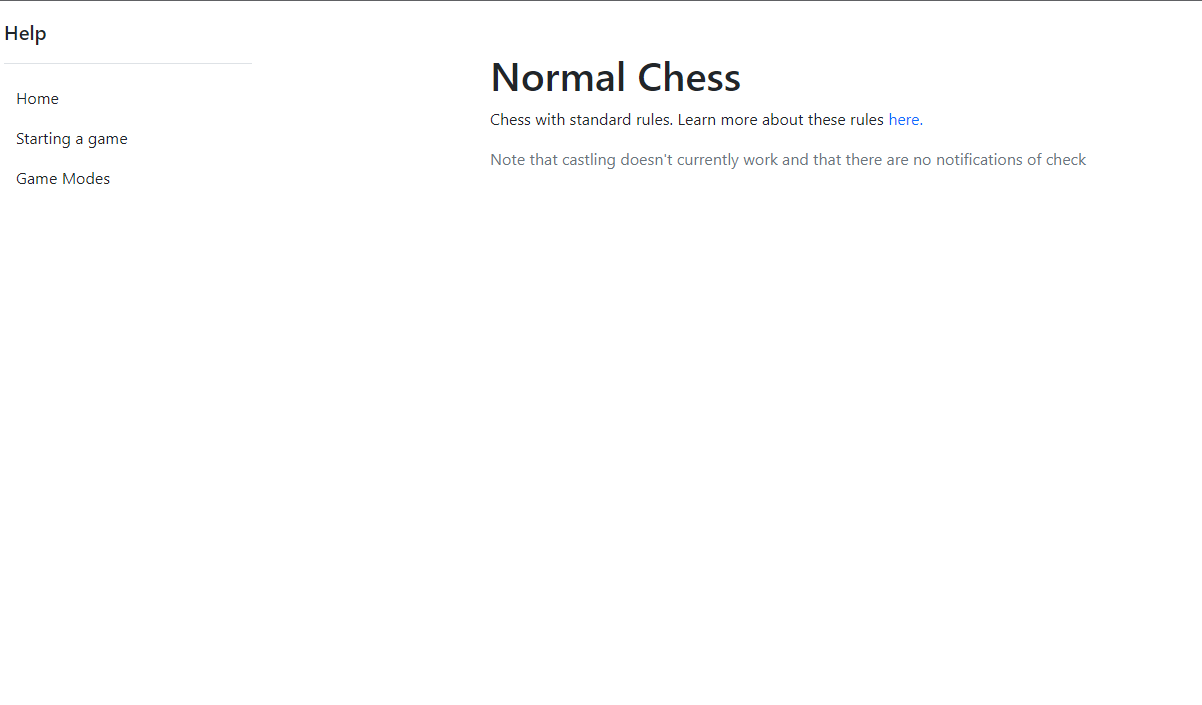 Help
Home
Starting a game
Game Modes
Normal Chess
Chess with standard rules. Learn more about these rules here.
Note that castling doesn't currently work and that there are no notifications of check